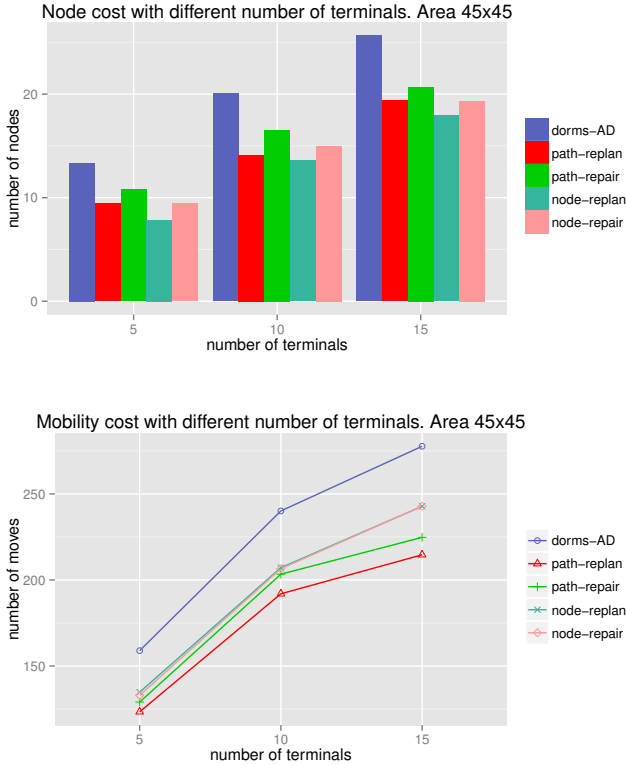 Node cost with different number of terminals. Area 45x45
number of nodes
20
10
0
5
10
15
number of terminals
dorms−AD
path−replan
path−repair
node−replan
node−repair
Mobility cost with different number of terminals. Area 45x45
number of moves
250
200
150
5
10
15
number of terminals
dorms−AD
path−replan
path−repair
node−replan
node−repair